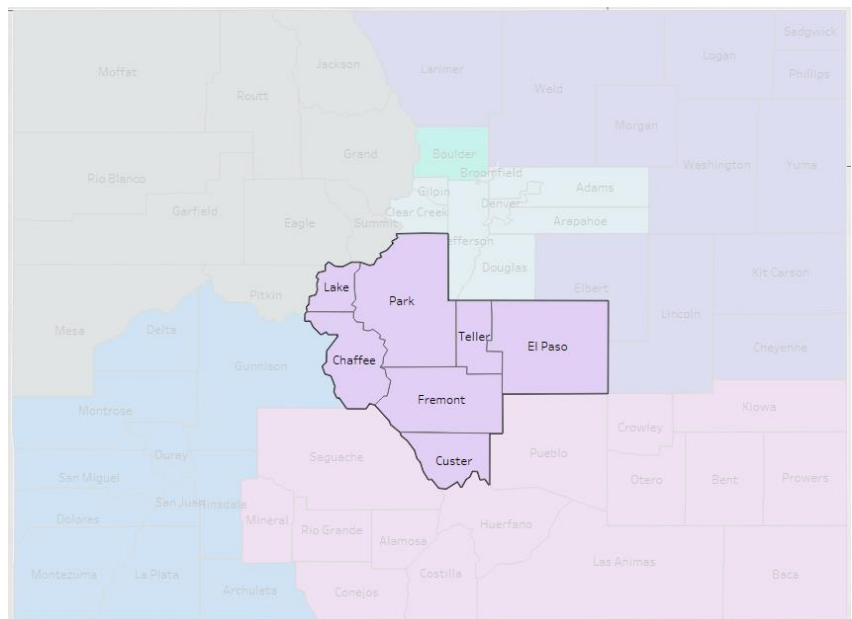 Sadgwick
Jackson
Logan
Moffat
Larimer
Phillips
Weld
Routt
Morgan
Grand
Boulder
Washington
Yuma
Broomfield
Rio Blanco
Gilpin
Adams
Denver
Garfield
Clear Creek
Arapahoe
Eagle
Summit
efferson
Douglas
Kit Carson
Lake
Elbert
Pitkin
Park
Lincoln
Mesa
Delta
Teller
El Paso
Cheyenne
Chaffee
Gunnison
Fremont
Kiowa
Montrose
Crowley
Pueblo
Ouray
Saguache
Custer
San Miguel
Otero
Bent
Prowers
San Juan
Hinsdale
Dolores
Mineral
Rio Grande
Huerfano
Alamosa
Las Animas
Montezuma
La Plata
Costilla
Baca
Archuleta
Conejos